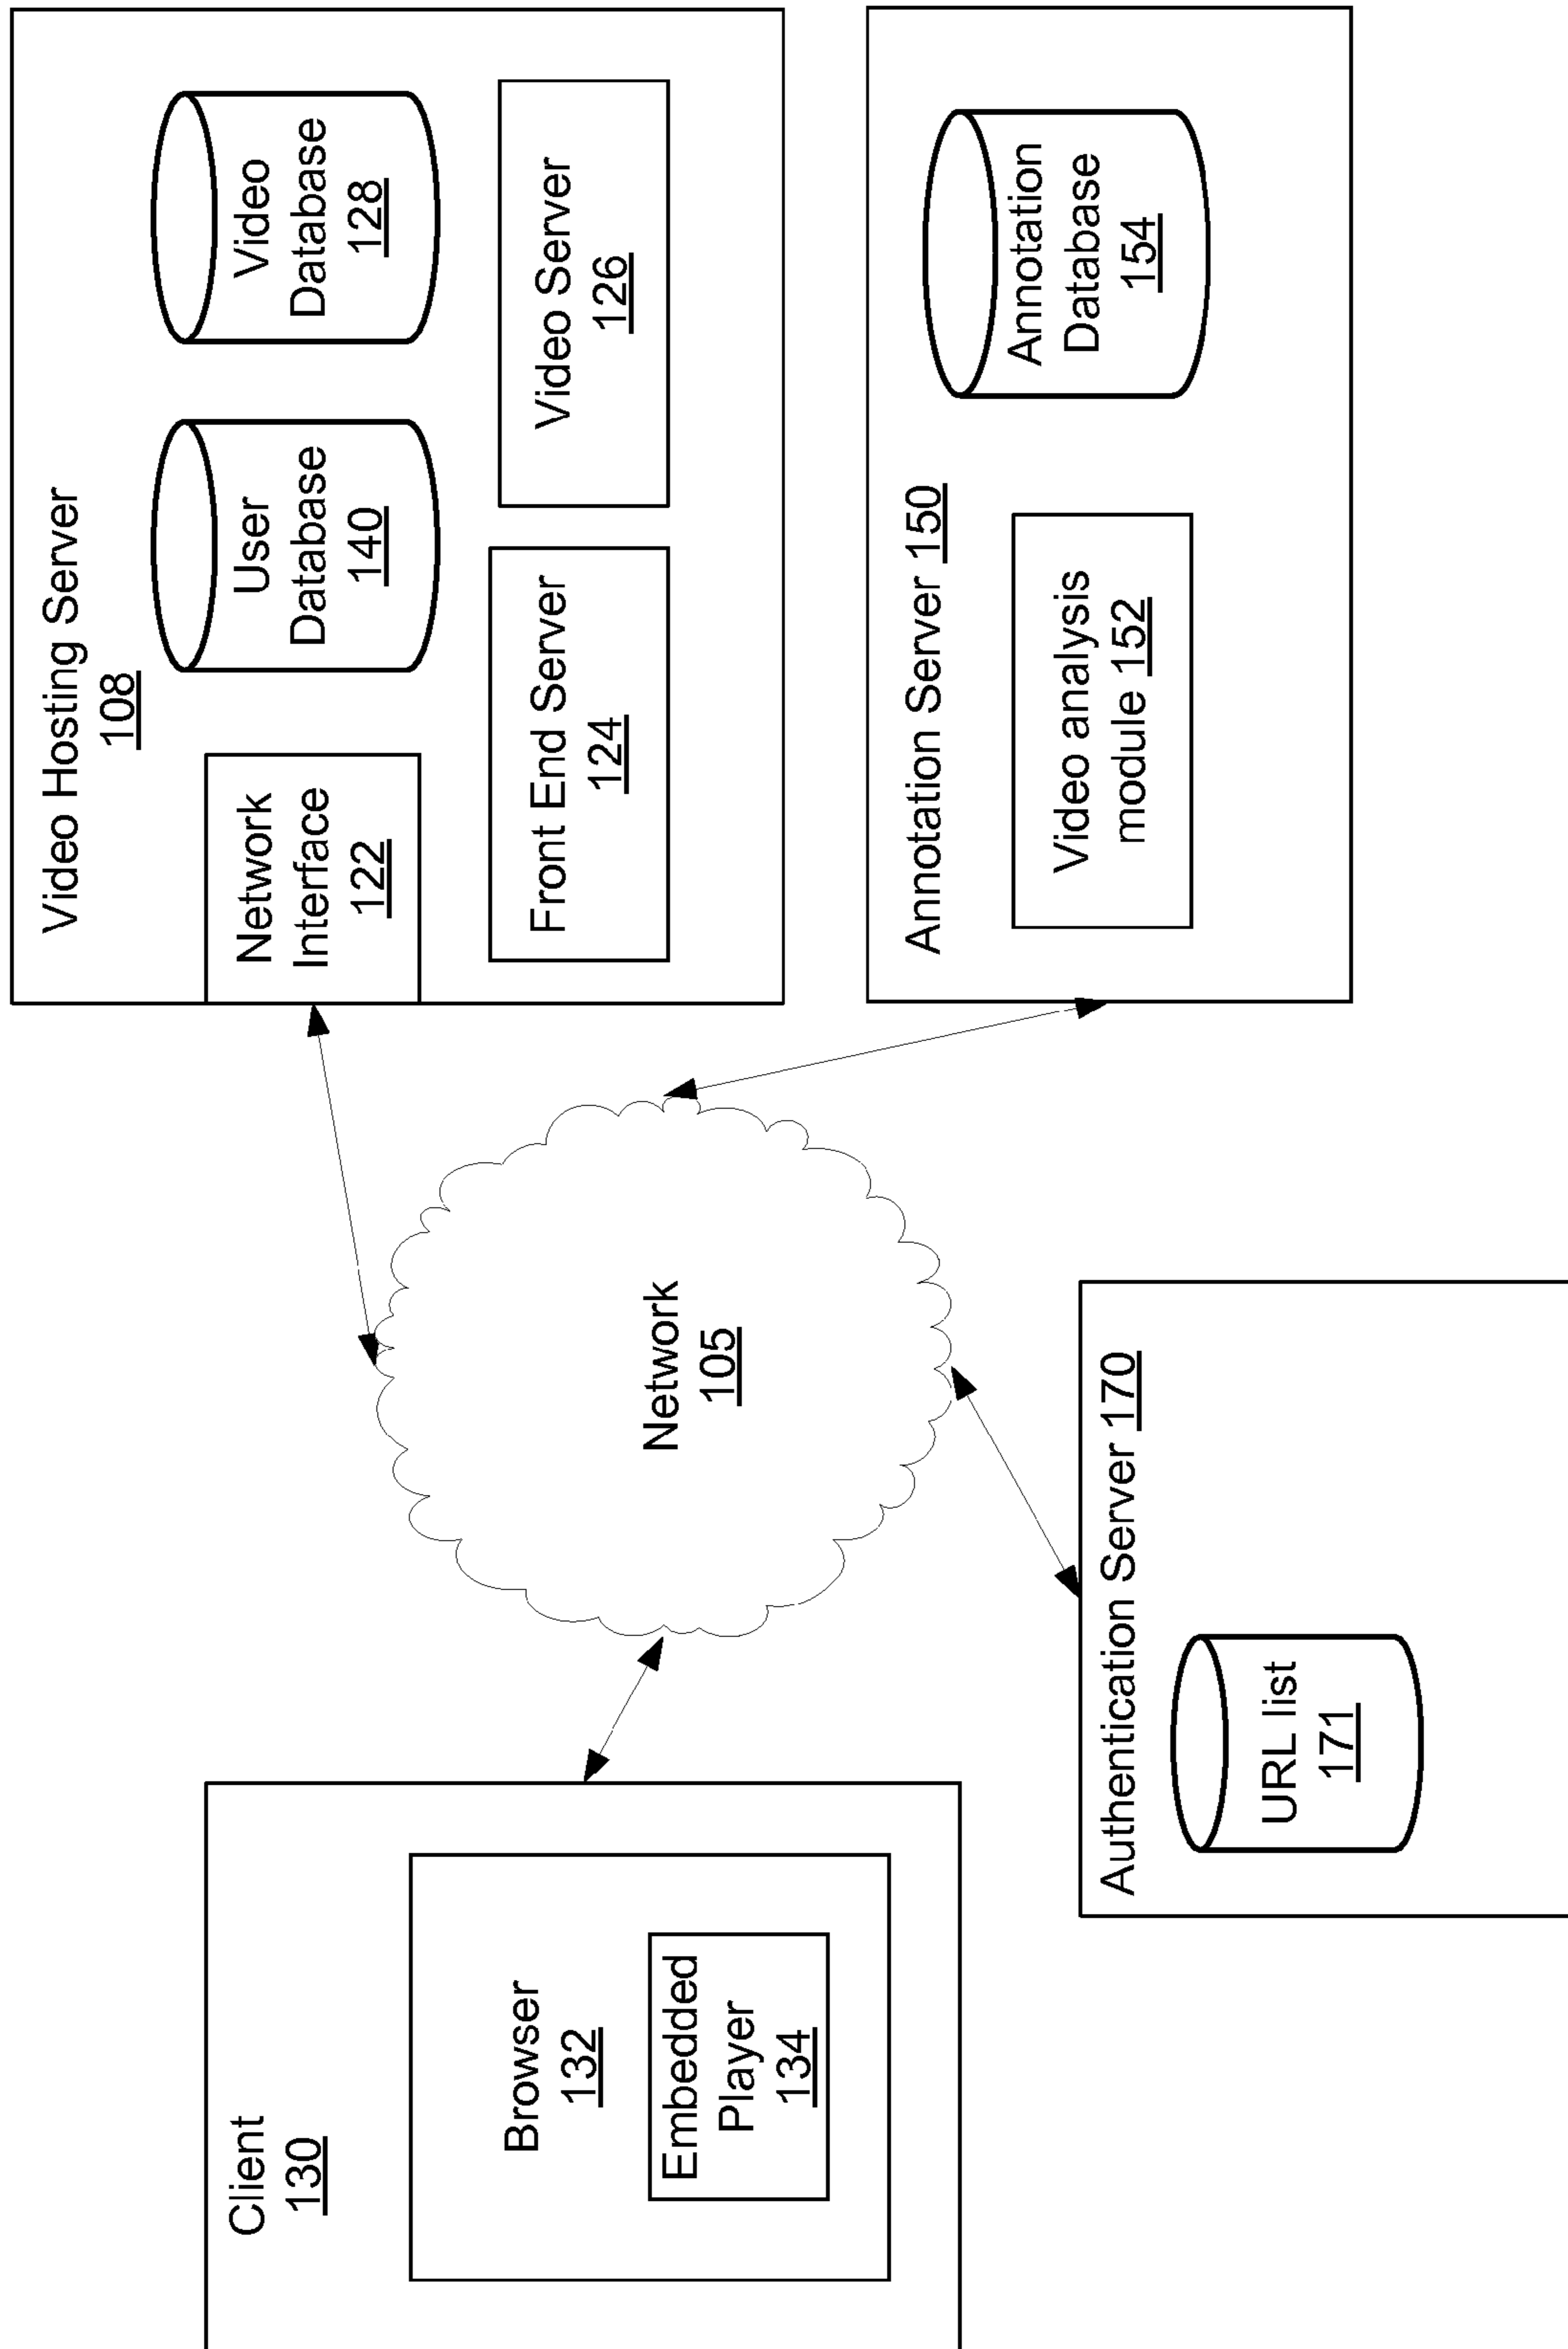 Client
130
Browser
132
Embedded
Player
134
Network
105
Authentication Server 170
URL list
171
Video Hosting Server
108
Network
Interface
122
User
Database
140
Video
Database
128
Front End Server
124
Video Server
126
Annotation Server 150
Video analysis
module 152
Annotation
Database
154